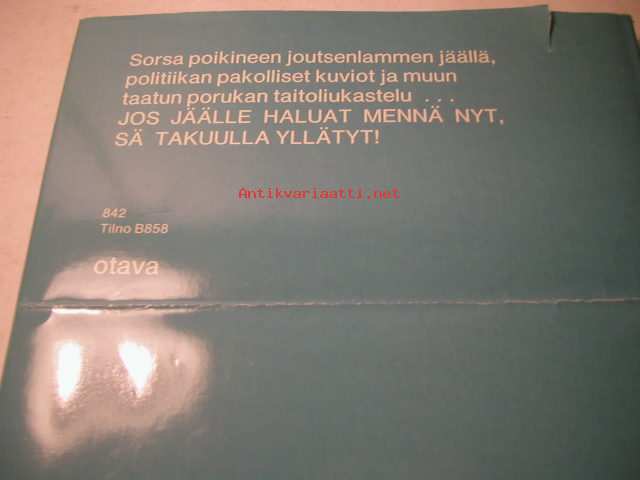 Sorsa poikineen joutsenlammen jäällä,
politiikan pakolliset kuviot ja muun
taatun porukan taitoliukastelu . . .
JOS JÄÄLLE HALUAT MENNÄ NYT,
SÄ TAKUULLA YLLÄTYT!
Antikvariaatti.net
842
Tilno B858
otava